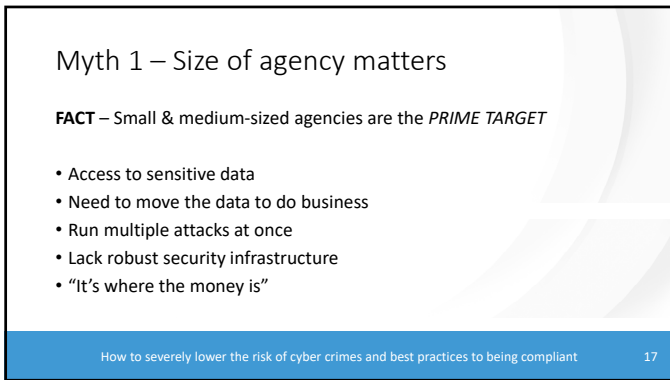 Myth 1 – Size of agency matters
FACT – Small & medium-sized agencies are the PRIME TARGET
• Access to sensitive data
• Need to move the data to do business
• Run multiple attacks at once
• Lack robust security infrastructure
• “It’s where the money is”
How to severely lower the risk of cyber crimes and best practices to being compliant 17